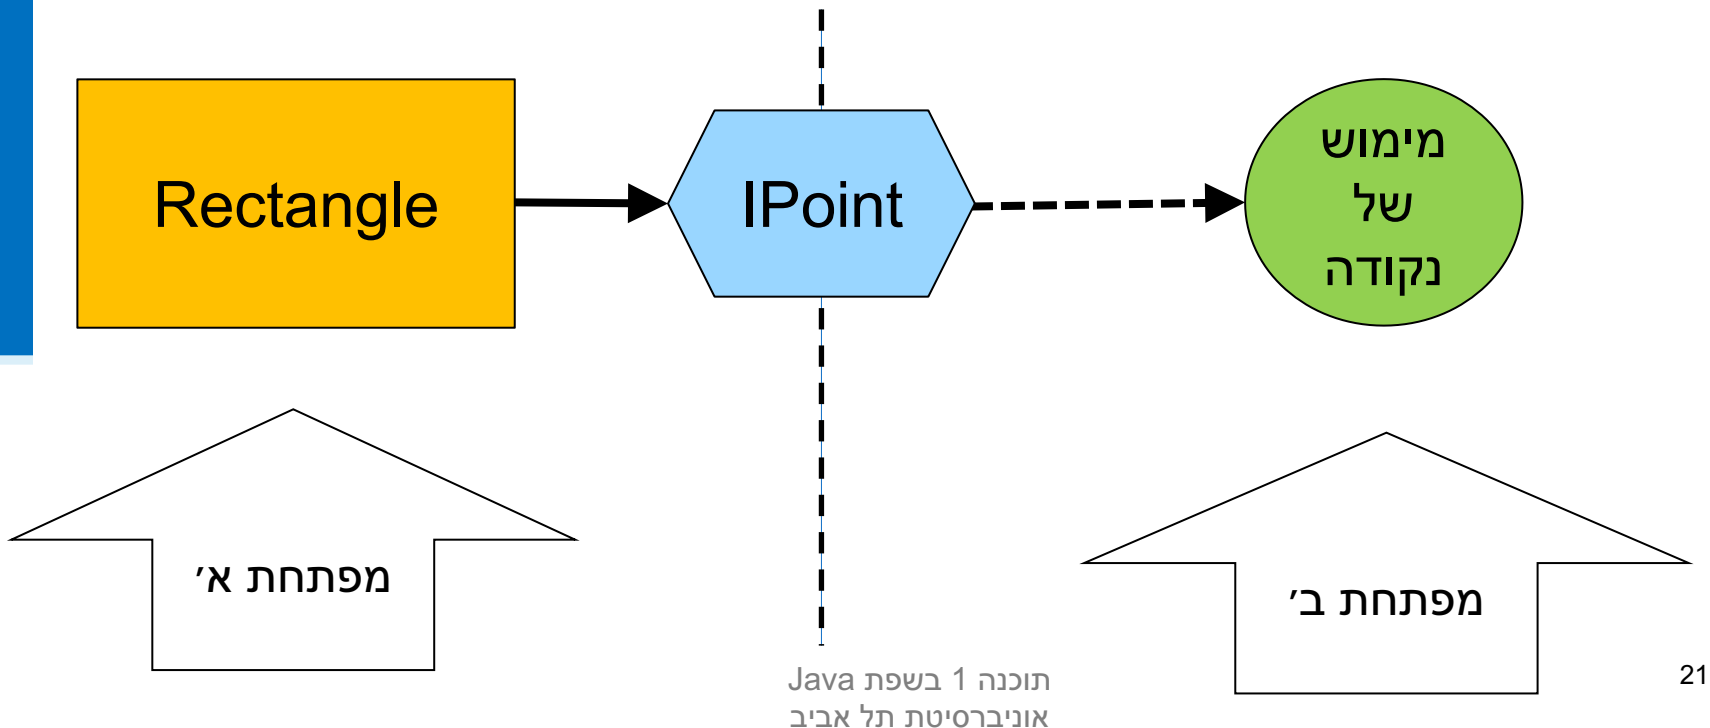 Rectangle
IPoint
מימוש
של
נקודה
מפתחת א׳
מפתחת ב׳
תוכנה 1 בשפת Java
אוניברסיטת תל אביב
21